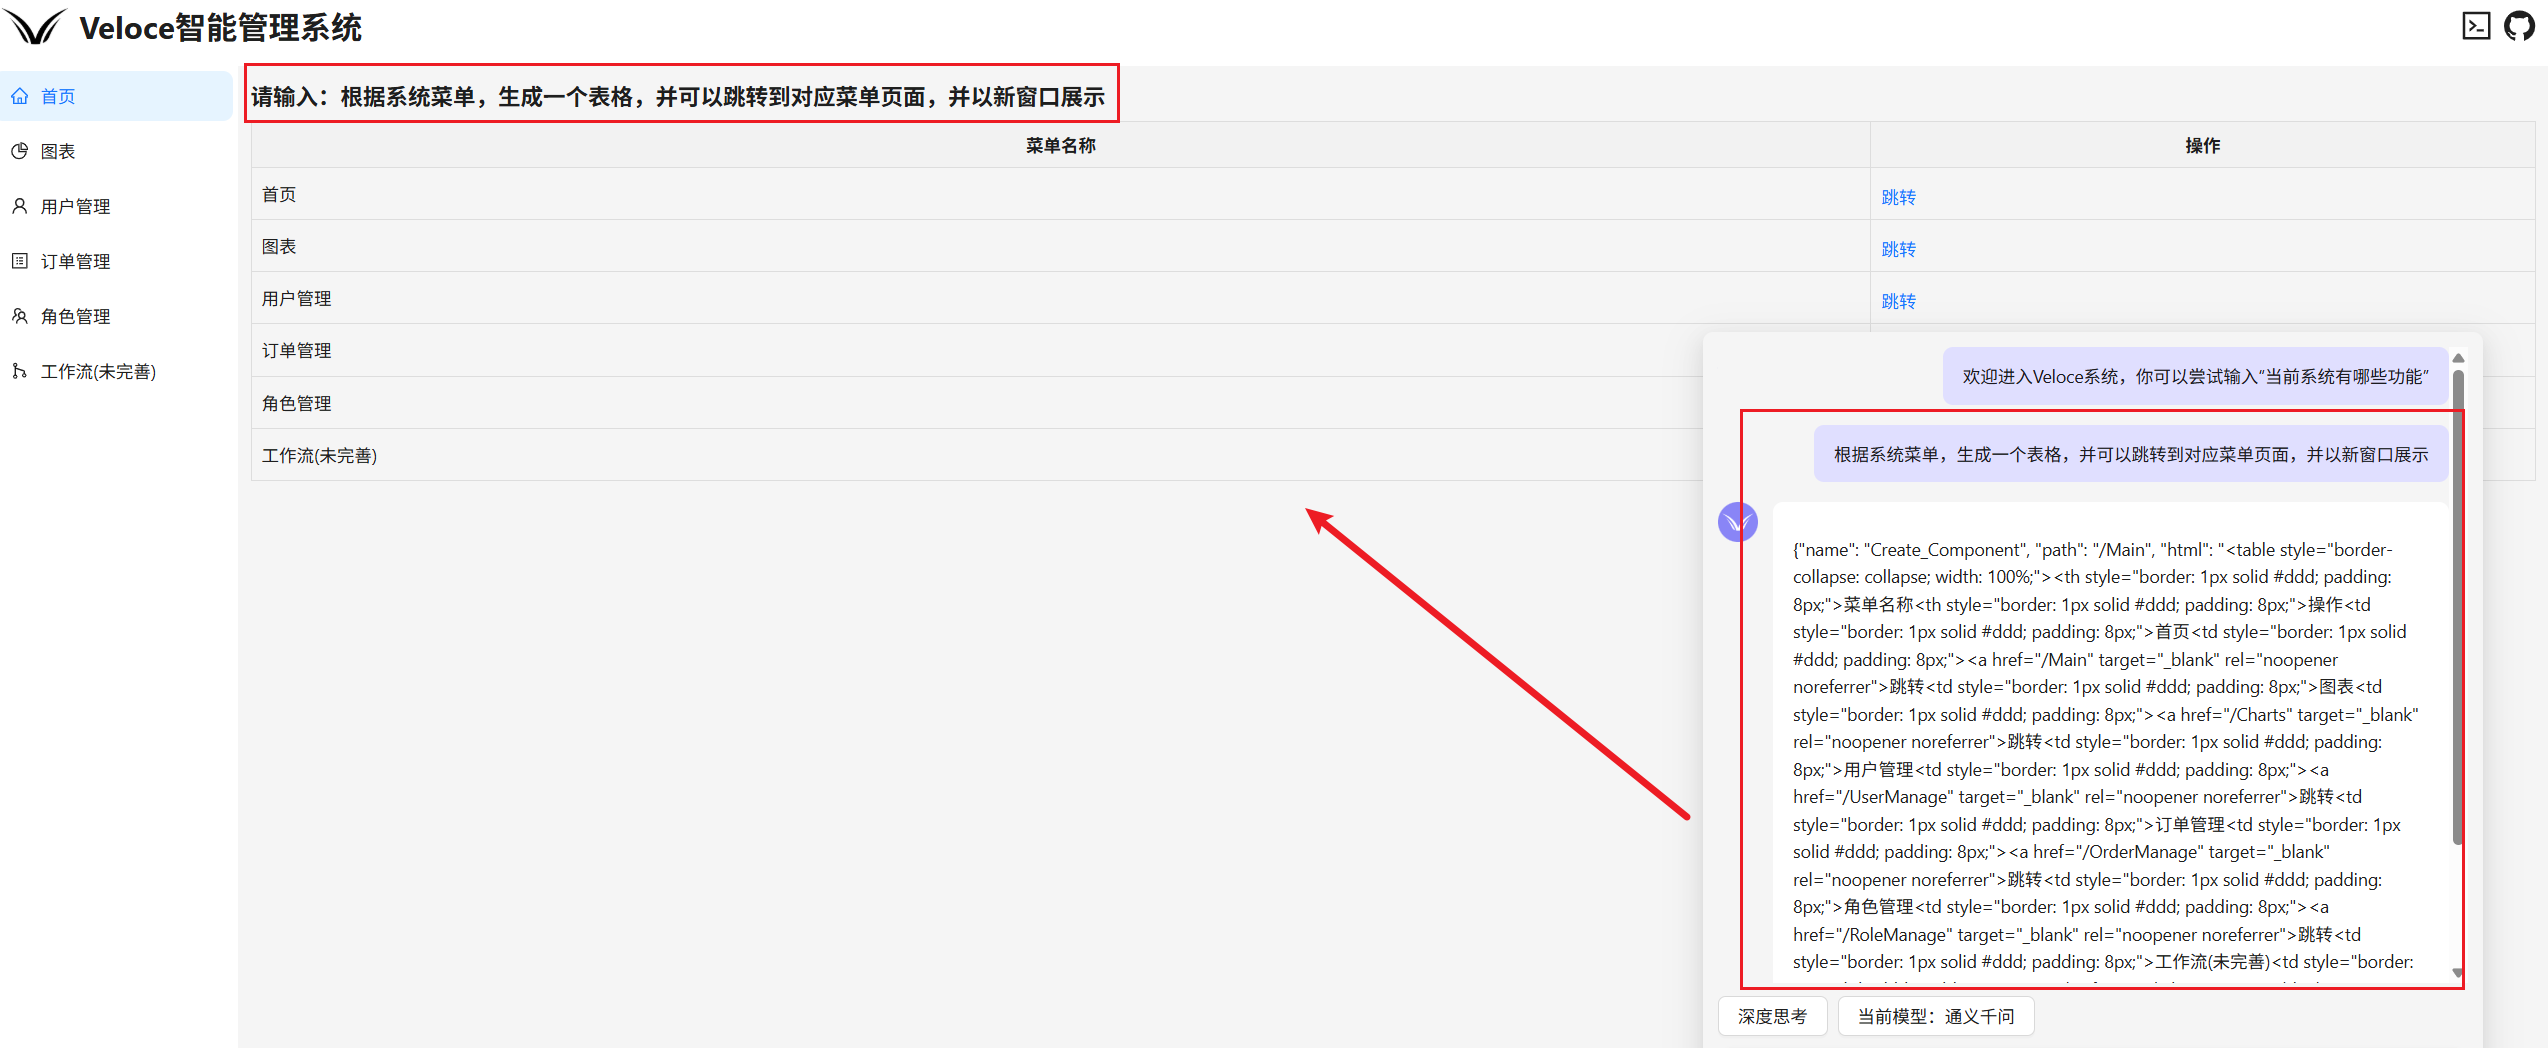 Veloce智能管理系统
首页
图表
用户管理
订单管理
角色管理
工作流(未完善)
请输入：根据系统菜单，生成一个表格，并可以跳转到对应菜单页面，并以新窗口展示
菜单名称 操作
首页 跳转
图表 跳转
用户管理 跳转
订单管理
角色管理
工作流(未完善)
欢迎进入Veloce系统，你可以尝试输入“当前系统有哪些功能”
根据系统菜单，生成一个表格，并可以跳转到对应菜单页面，并以新窗口展示
{"name": "Create_Component", "path": "/Main", "html": "<table style="border-
collapse: collapse; width: 100%;"><th style="border: 1px solid #ddd; padding:
8px;">菜单名称<th style="border: 1px solid #ddd; padding: 8px;">操作<td
style="border: 1px solid #ddd; padding: 8px;">首页<td style="border: 1px solid
#ddd; padding: 8px;"><a href="/Main" target="_blank" rel="noopener
noreferrer">跳转<td style="border: 1px solid #ddd; padding: 8px;">图表<td
style="border: 1px solid #ddd; padding: 8px;"><a href="/Charts" target="_blank"
rel="noopener noreferrer">跳转<td style="border: 1px solid #ddd; padding:
8px;">用户管理<td style="border: 1px solid #ddd; padding: 8px;"><a
href="/UserManage" target="_blank" rel="noopener noreferrer">跳转<td
style="border: 1px solid #ddd; padding: 8px;">订单管理<td style="border: 1px
solid #ddd; padding: 8px;"><a href="/OrderManage" target="_blank"
rel="noopener noreferrer">跳转<td style="border: 1px solid #ddd; padding:
8px;">角色管理<td style="border: 1px solid #ddd; padding: 8px;"><a
href="/RoleManage" target="_blank" rel="noopener noreferrer">跳转<td
style="border: 1px solid #ddd; padding: 8px;">工作流(未完善)<td style="border:
深度思考
当前模型：通义千问